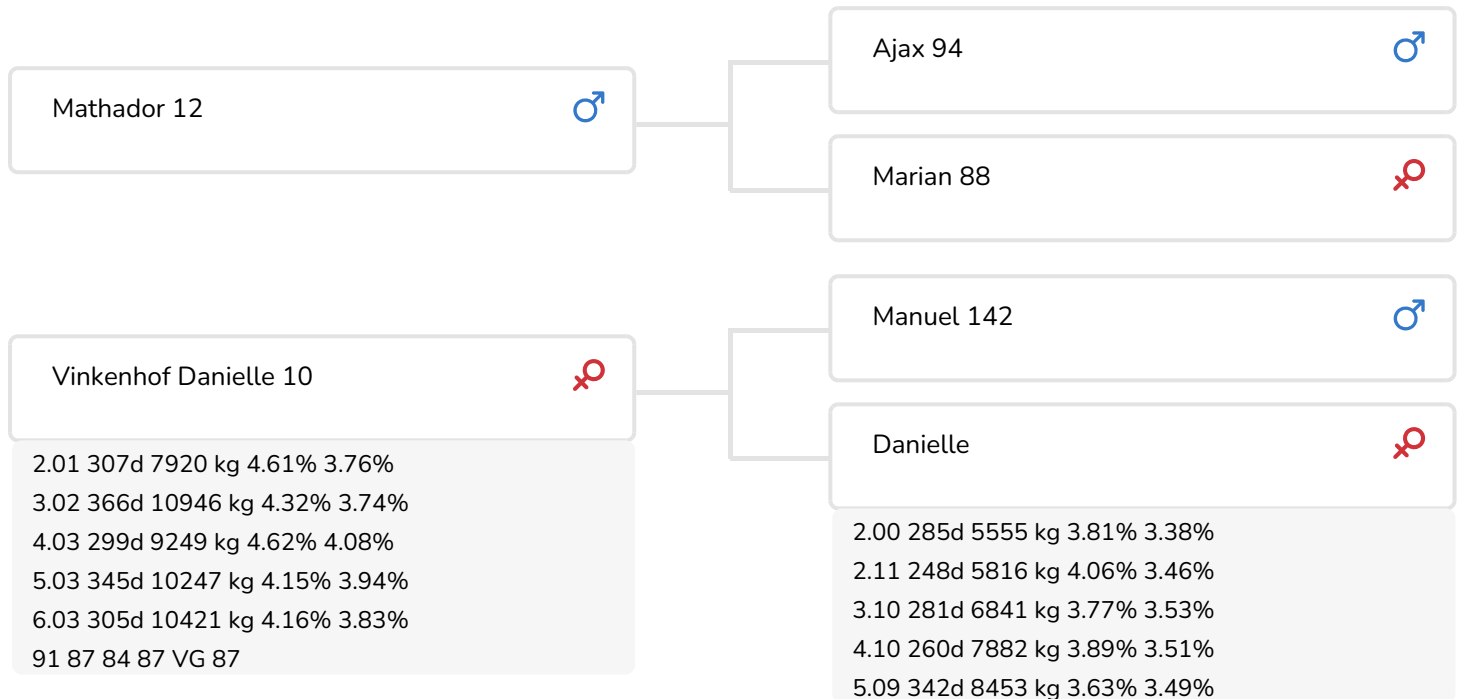 Ajax 94
Mathador 12
Marian 88
Manuel 142
Vinkenhof Danielle 10
2.01 307d 7920 kg 4.61% 3.76%
3.02 366d 10946 kg 4.32% 3.74%
4.03 299d 9249 kg 4.62% 4.08%
5.03 345d 10247 kg 4.15% 3.94%
6.03 305d 10421 kg 4.16% 3.83%
91 87 84 87 VG 87
Danielle
2.00 285d 5555 kg 3.81% 3.38%
2.11 248d 5816 kg 4.06% 3.46%
3.10 281d 6841 kg 3.77% 3.53%
4.10 260d 7882 kg 3.89% 3.51%
5.09 342d 8453 kg 3.63% 3.49%